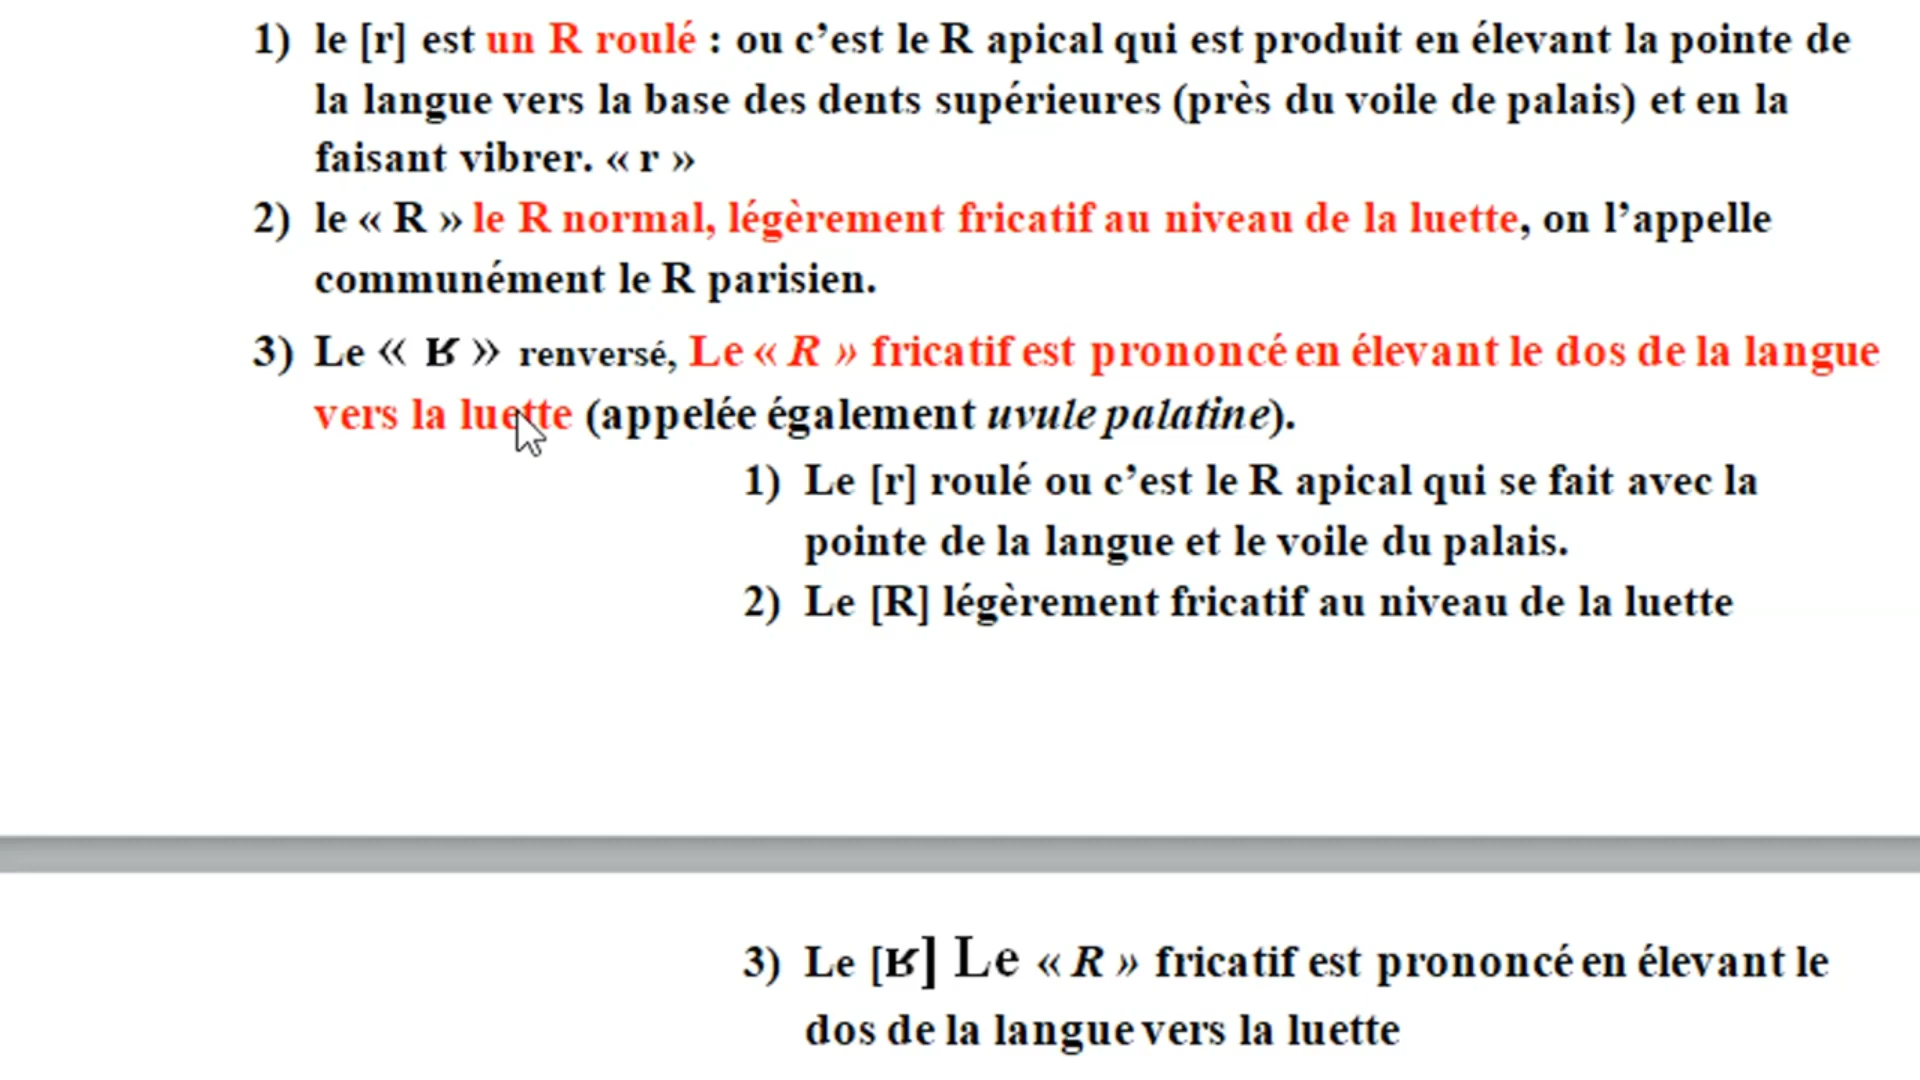 1) le [r] est un R roulé : ou c’est le R apical qui est produit en élevant la pointe de
la langue vers la base des dents supérieures (près du voile de palais) et en la
faisant vibrer. « r »
2) le « R » le R normal, légèrement fricatif au niveau de la luette, on l’appelle
communément le R parisien.
3) Le « ʁ » renversé, Le « R » fricatif est prononcé en élevant le dos de la langue
vers la luette (appelée également uvule palatine).
1) Le [r] roulé ou c’est le R apical qui se fait avec la
pointe de la langue et le voile du palais.
2) Le [R] légèrement fricatif au niveau de la luette
3) Le [ʁ] Le « R » fricatif est prononcé en élevant le
dos de la langue vers la luette